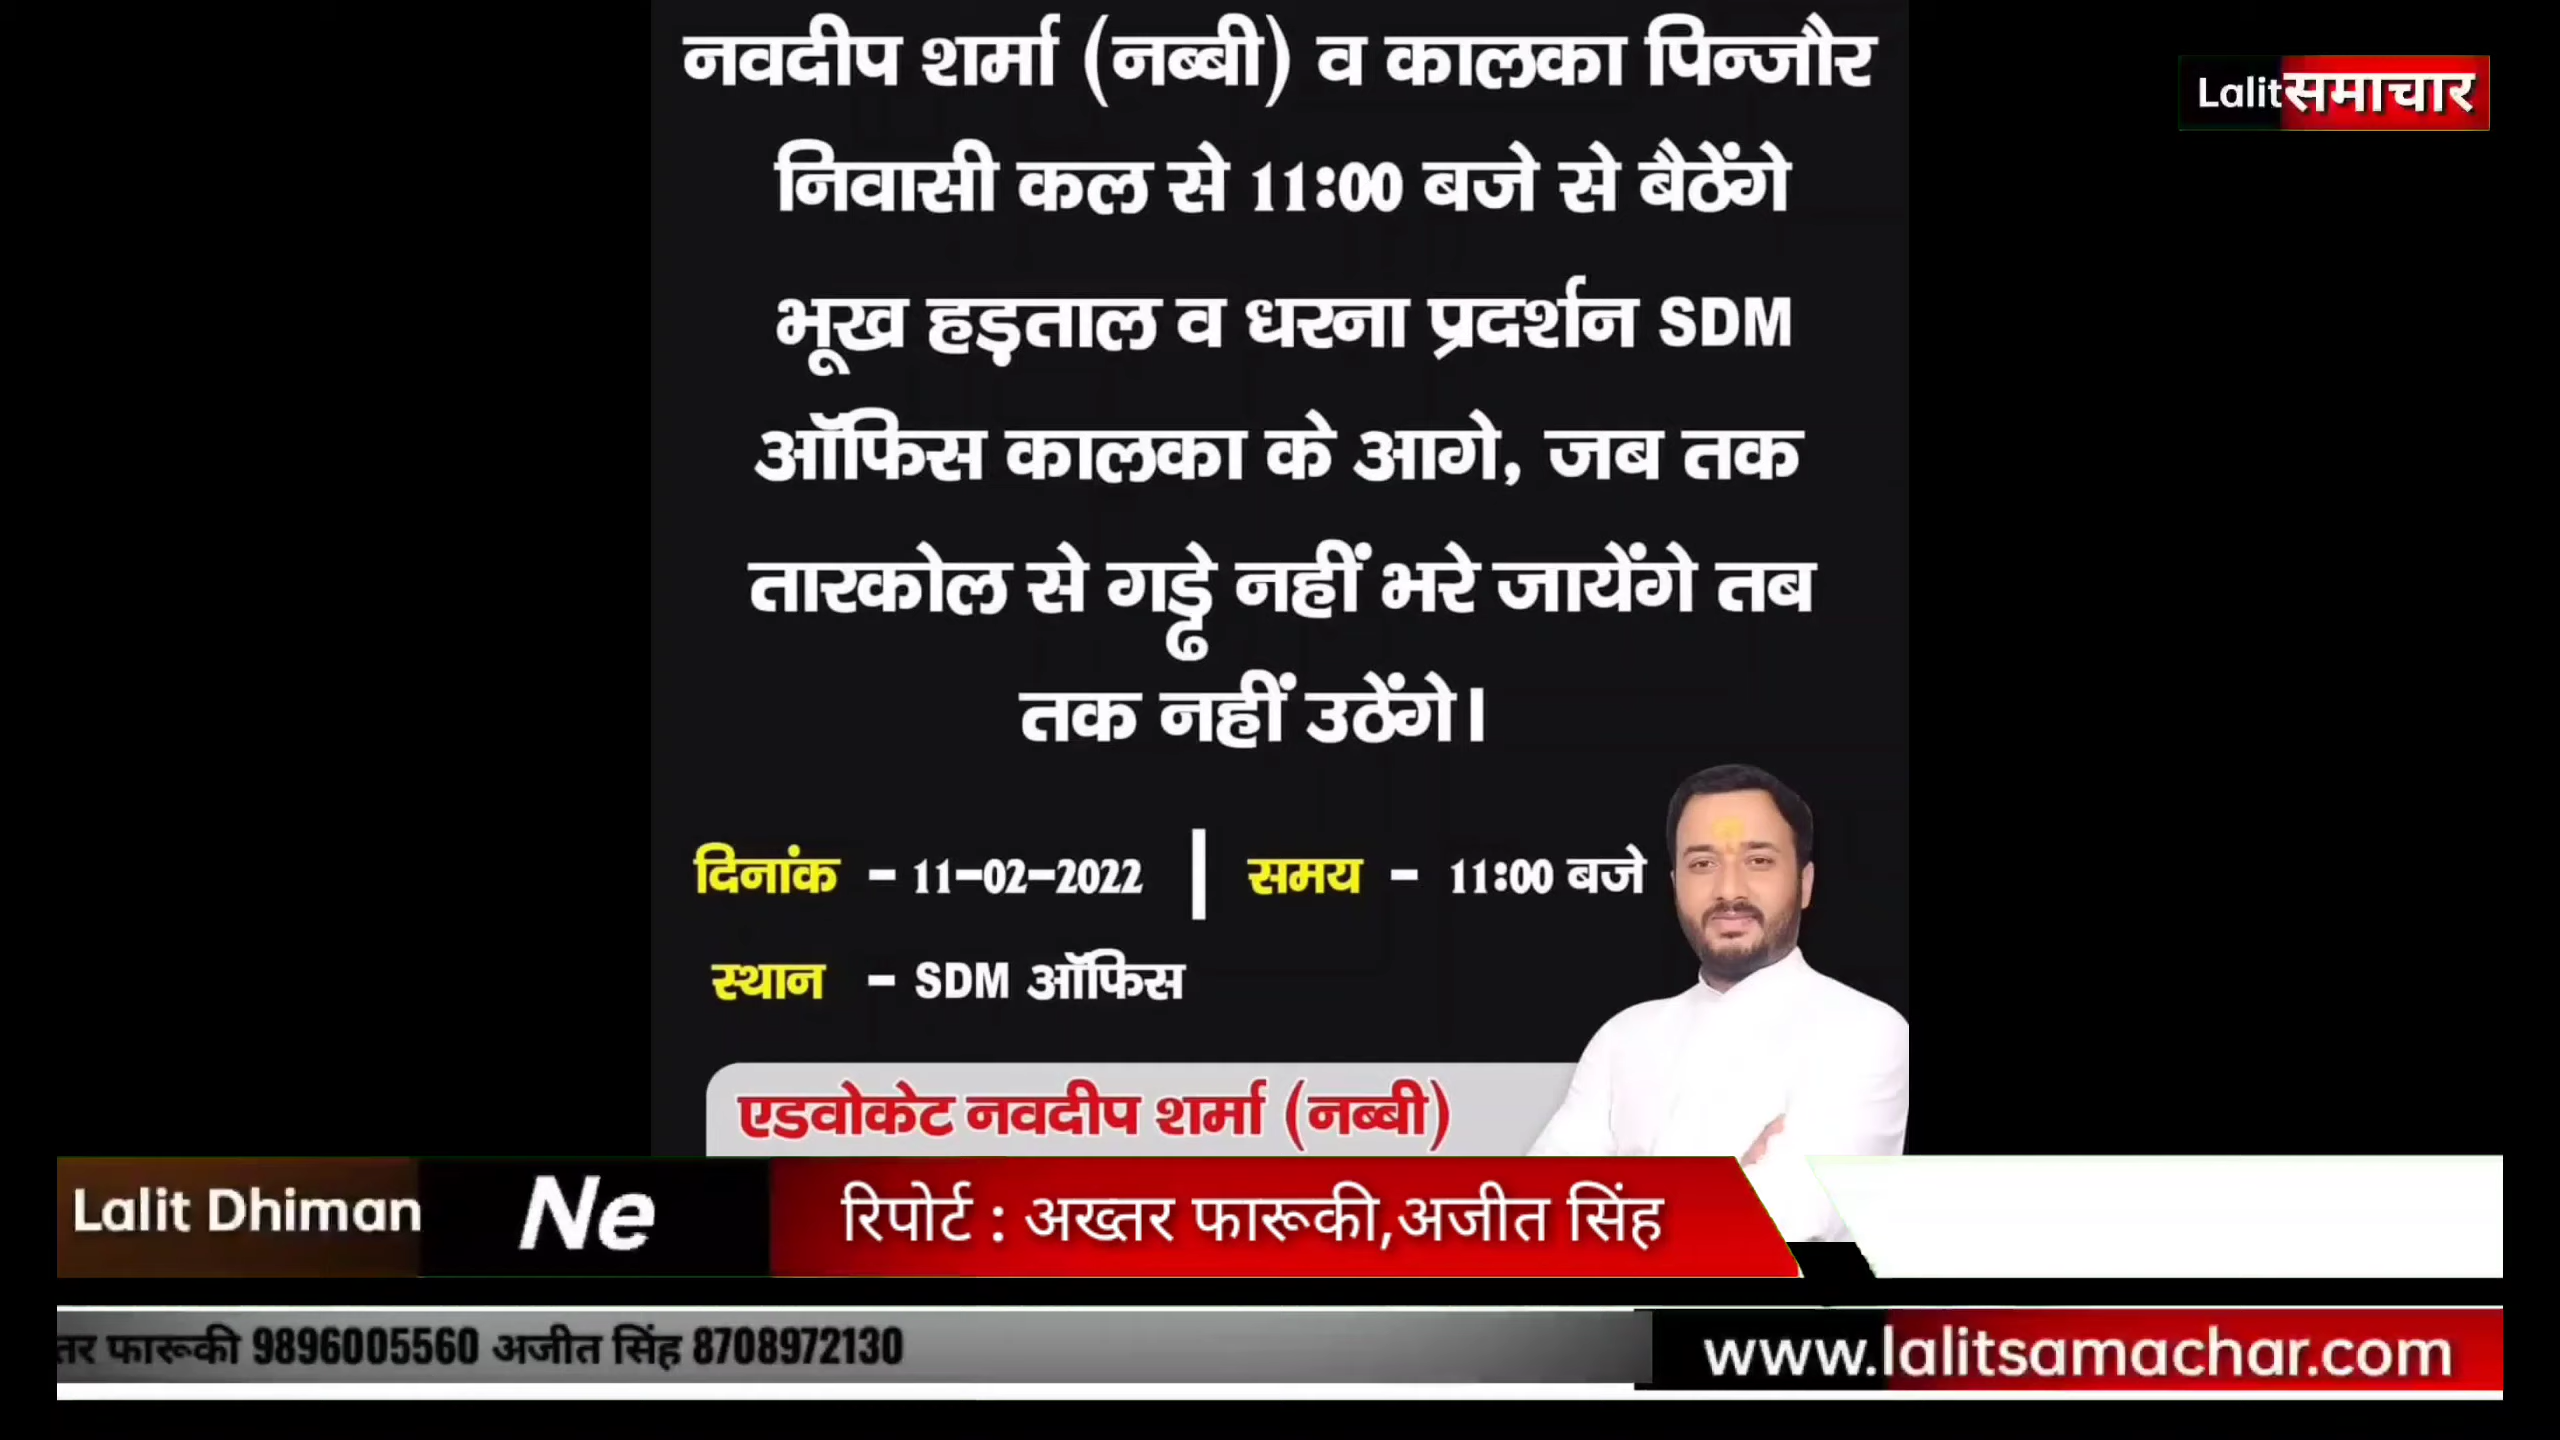 नवदीप शर्मा (नब्बी) व कालका पिन्जौर
Lalitसमाचार
निवासी कल से 11:00 बजे से बैठेंगे
भूख हड़ताल व धरना प्रदर्शन SDM
ऑफिस कालका के आगे, जब तक
तारकोल से गड्ढे नहीं भरे जायेंगे तब
तक नहीं उठेंगे।
दिनांक - 11-02-2022 | समय - 11:00 बजे
स्थान - SDM ऑफिस
एडवोकेट नवदीप शर्मा (नब्बी)
Lalit Dhiman Ne रिपोर्ट : अख्तर फारूकी,अजीत सिंह
तर फारूकी 9896005560 अजीत सिंह 8708972130 www.lalitsamachar.com